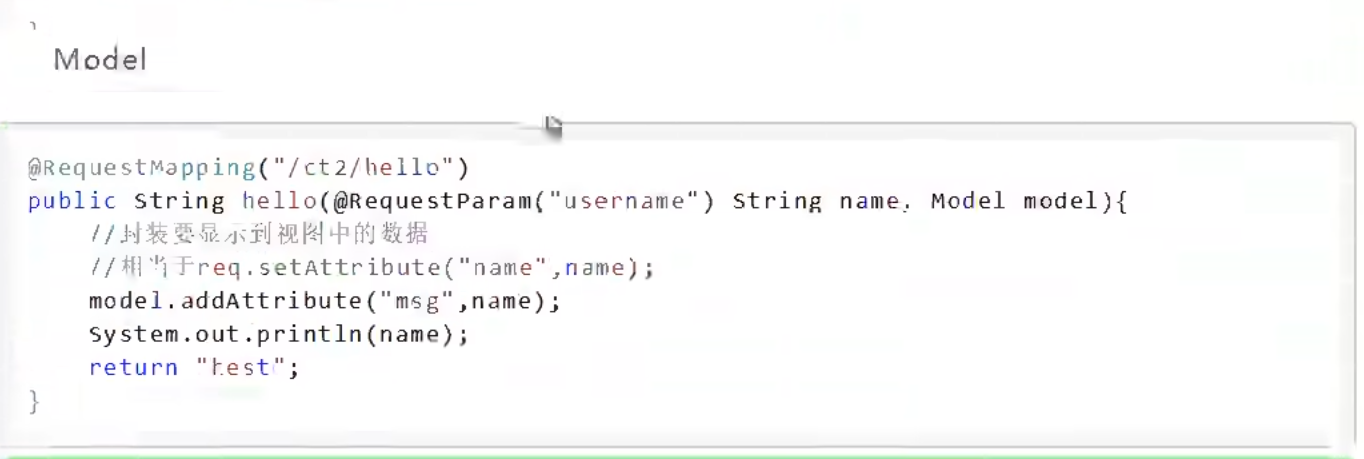 Model
@RequestMapping("/ct2/hello")
public String hello(@RequestParam("username") String name, Model model){
//封装要显示到视图中的数据
//相当于req.setAttribute("name",name);
model.addAttribute("msg",name);
System.out.println(name);
return "test";
}